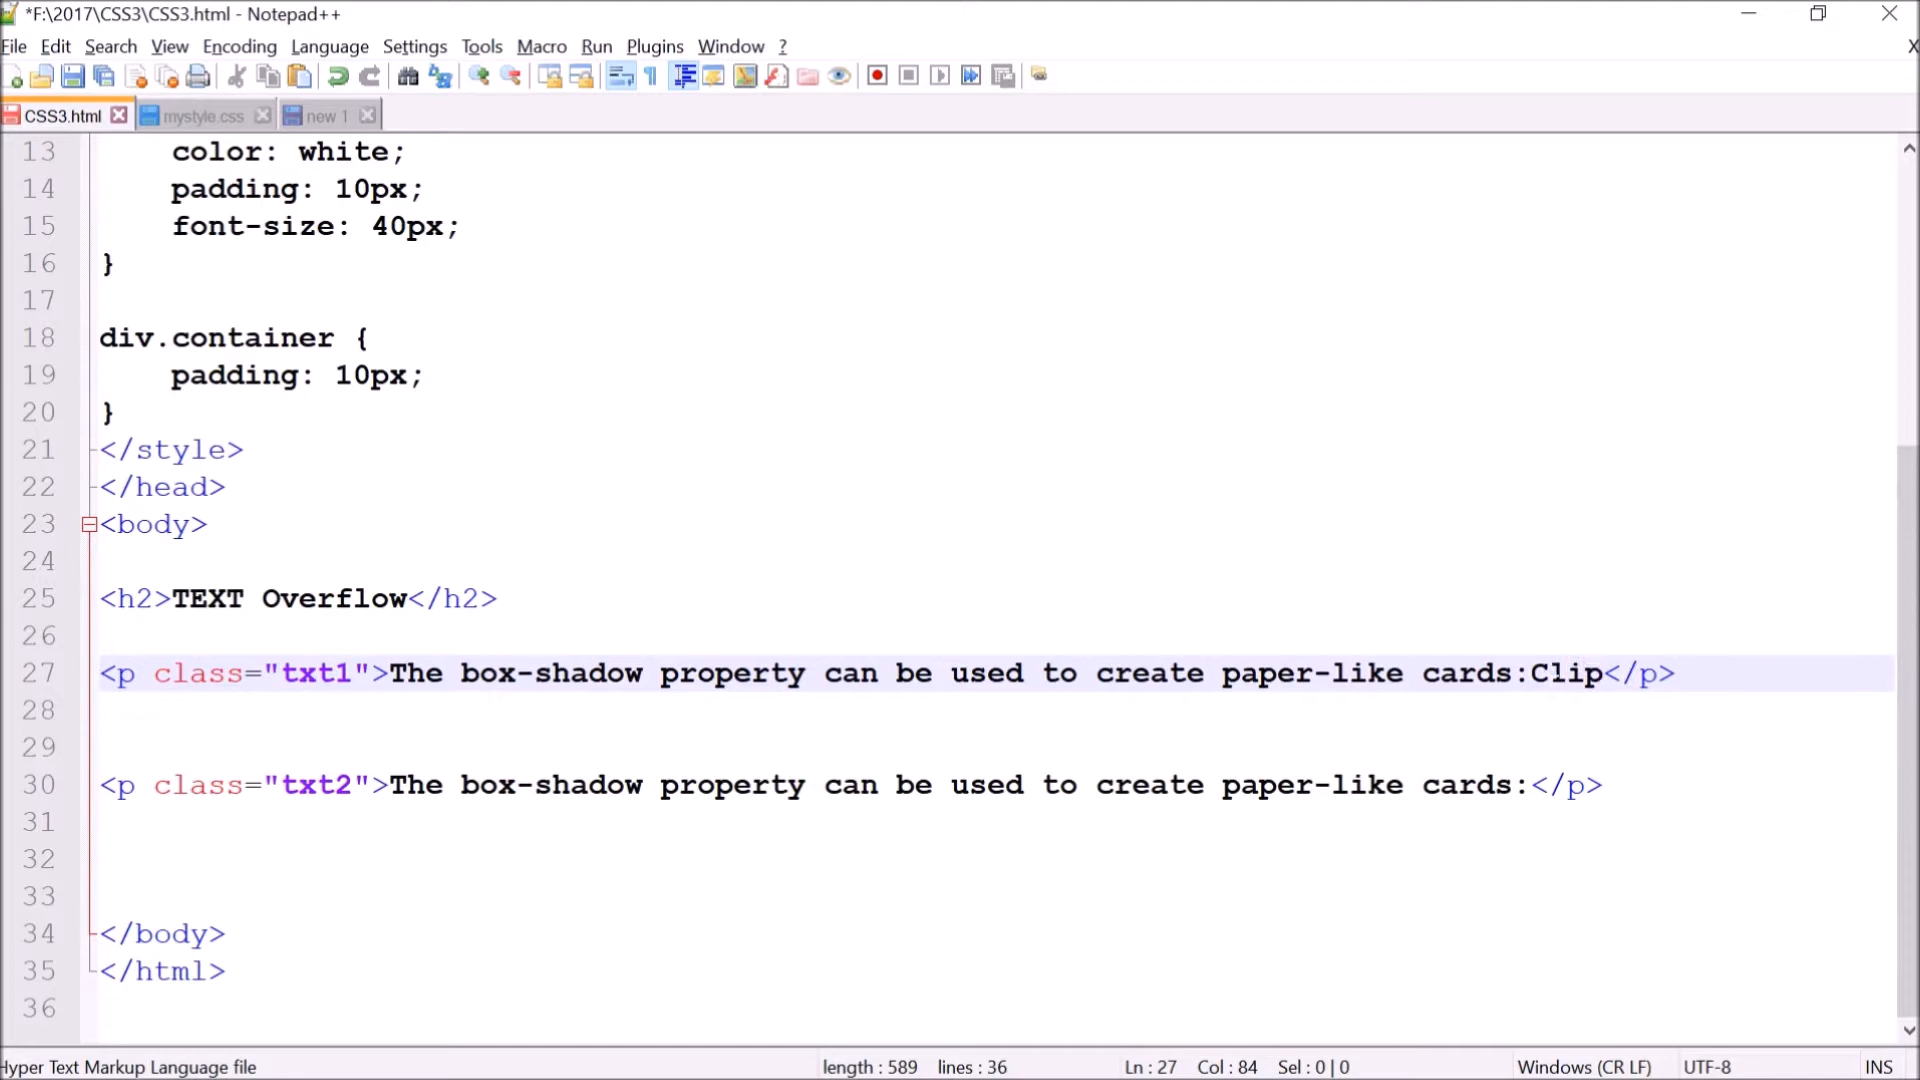 *F:\2017\CSS3\CSS3.html - Notepad++
File Edit Search View Encoding Language Settings Tools Macro Run Plugins Window ? X
CSS3.html mystyle.css new 1
13 color: white;
14 padding: 10px;
15 font-size: 40px;
16 }
17
18 div.container {
19 padding: 10px;
20 }
21 </style>
22 </head>
23 <body>
24
25 <h2>TEXT Overflow</h2>
26
27 <p class="txt1">The box-shadow property can be used to create paper-like cards:Clip</p>
28
29
30 <p class="txt2">The box-shadow property can be used to create paper-like cards:</p>
31
32
33
34 </body>
35 </html>
36
Hyper Text Markup Language file length : 589 lines : 36 Ln : 27 Col : 84 Sel : 0 | 0 Windows (CR LF) UTF-8 INS